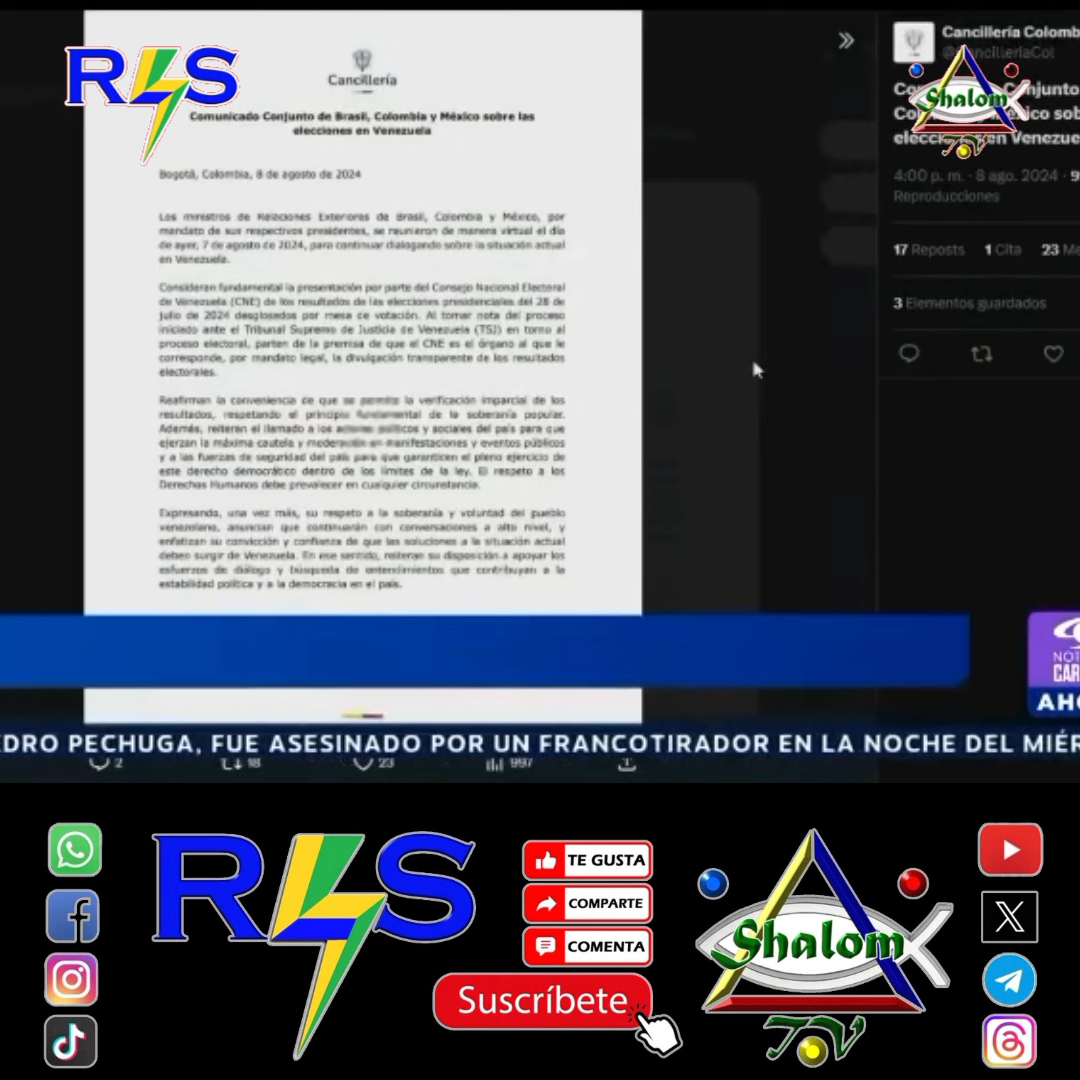 RLS
Cancillería
Comunicado Conjunto de Brasil, Colombia y México sobre las
elecciones en Venezuela
Bogotá, Colombia, 8 de agosto de 2024
Los ministros de Relaciones Exteriores de Brasil, Colombia y México, por
mandato de sus respectivos presidentes, se reunieron de manera virtual el día
de ayer, 7 de agosto de 2024, para continuar dialogando sobre la situación actual
en Venezuela.
Consideran fundamental la presentación por parte del Consejo Nacional Electoral
de Venezuela (CNE) de los resultados de las elecciones presidenciales del 28 de
julio de 2024 desglosados por mesa de votación. Al tomar nota del proceso
iniciado ante el Tribunal Supremo de Justicia de Venezuela (TSJ) en torno al
proceso electoral, parten de la premisa de que el CNE es el órgano al que le
corresponde, por mandato legal, la divulgación transparente de los resultados
electorales.
Reafirman la conveniencia de que se permita la verificación imparcial de los
resultados, respetando el principio fundamental de la soberanía popular.
Además, reiteran el llamado a los actores políticos y sociales del país para que
ejerzan la máxima cautela y moderación en manifestaciones y eventos públicos
y a las fuerzas de seguridad del país para que garanticen el pleno ejercicio de
este derecho democrático dentro de los límites de la ley. El respeto a los
Derechos Humanos debe prevalecer en cualquier circunstancia.
Expresando, una vez más, su respeto a la soberanía y voluntad del pueblo
venezolano, anuncian que continuarán con conversaciones a alto nivel, y
enfatizan su convicción y confianza de que las soluciones a la situación actual
deben surgir de Venezuela. En ese sentido, reiteran su disposición a apoyar los
esfuerzos de diálogo y búsqueda de entendimientos que contribuyan a la
estabilidad política y a la democracia en el país.
Cancillería Colomb
Shalom
TV
elecciones en Venezue
4:00 p. m. · 8 ago. 2024 · 9
Reproducciones
17 Reposts 1 Cita 23 Me
3 Elementos guardados
NOT
CAR
AHO
EDRO PECHUGA, FUE ASESINADO POR UN FRANCOTIRADOR EN LA NOCHE DEL MIÉR
2 18 23 997
RLS
TE GUSTA
COMPARTE
COMENTA
Suscríbete
Shalom
TV